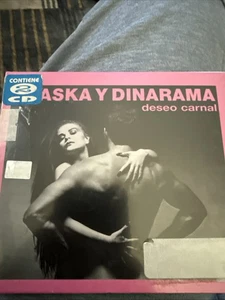 CONTIENE
2
CD
ASKA Y DINARAMA
deseo carnal